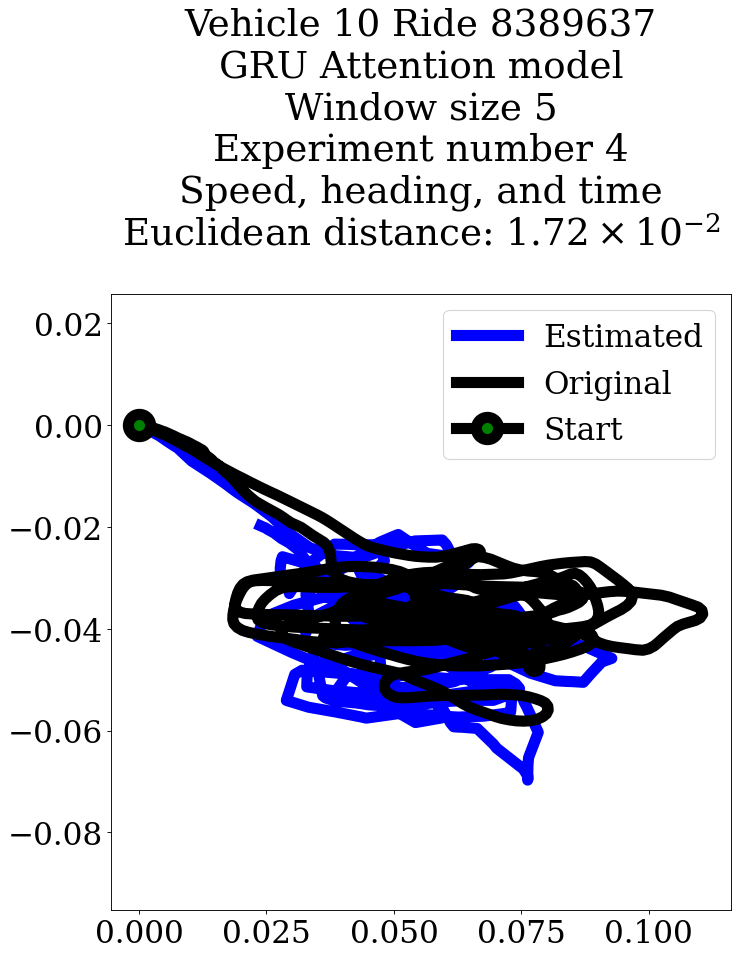 Vehicle 10 Ride 8389637
GRU Attention model
Window size 5
Experiment number 4
Speed, heading, and time
Euclidean distance: 1.72 × 10⁻²
Estimated
Original
Start
0.02
0.00
−0.02
−0.04
−0.06
−0.08
0.000 0.025 0.050 0.075 0.100